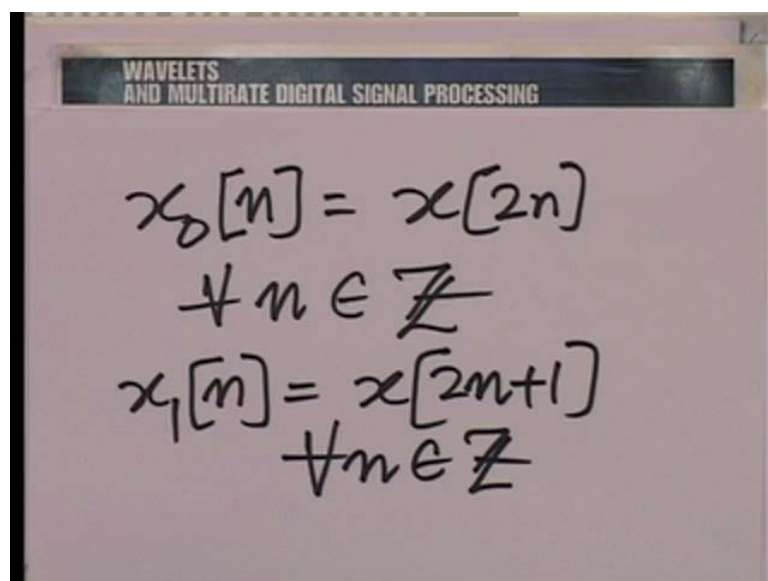 WAVELETS
AND MULTIRATE DIGITAL SIGNAL PROCESSING
x₀[n] = x[2n]
∀ n ∈ ℤ
x₁[n] = x[2n+1]
∀ n ∈ ℤ